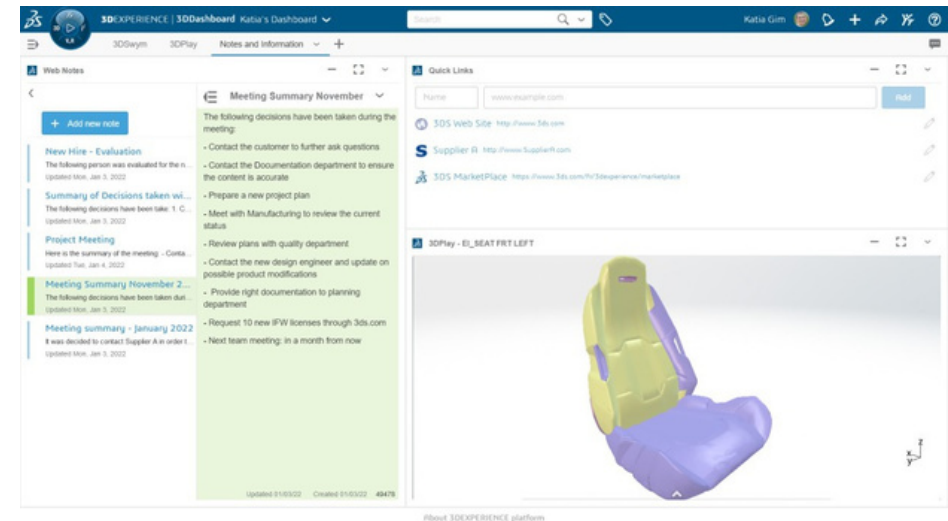 3DEXPERIENCE | 3DDashboard Katia's Dashboard
Search
Katia Gim
3DSwym 3DPlay Notes and Information
Web Notes
+ Add new note
New Hire - Evaluation
The following person was evaluated for the n...
Updated Mon, Jan 3, 2022
Summary of Decisions taken wi...
The following decisions have been take: 1. C...
Updated Mon, Jan 3, 2022
Project Meeting
Here is the summary of the meeting: - Conta...
Updated Tue, Jan 4, 2022
Meeting Summary November 2...
The following decisions have been taken duri...
Updated Mon, Jan 3, 2022
Meeting summary - January 2022
It was decided to contact Supplier A in order t...
Updated Mon, Jan 3, 2022
Meeting Summary November
The following decisions have been taken during the
meeting:
- Contact the customer to further ask questions
- Contact the Documentation department to ensure
the content is accurate
- Prepare a new project plan
- Meet with Manufacturing to review the current
status
- Review plans with quality department
- Contact the new design engineer and update on
possible product modifications
- Provide right documentation to planning
department
- Request 10 new IFW licenses through 3ds.com
- Next team meeting: in a month from now
Updated 01/03/22 Created 01/03/22 49475
Quick Links
Name www.example.com Add
3DS Web Site http://www.3ds.com
Supplier A http://www.SupplierA.com
3DS MarketPlace https://www.3ds.com/fr/3dexperience/marketplace
3DPlay - EI_SEAT FRT LEFT
z
x
y
About 3DEXPERIENCE platform